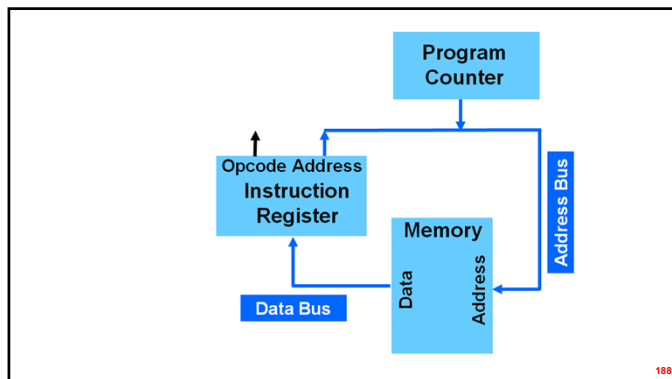 Program
Counter
Opcode Address
Instruction
Register
Address Bus
Memory
Data
Address
Data Bus
188